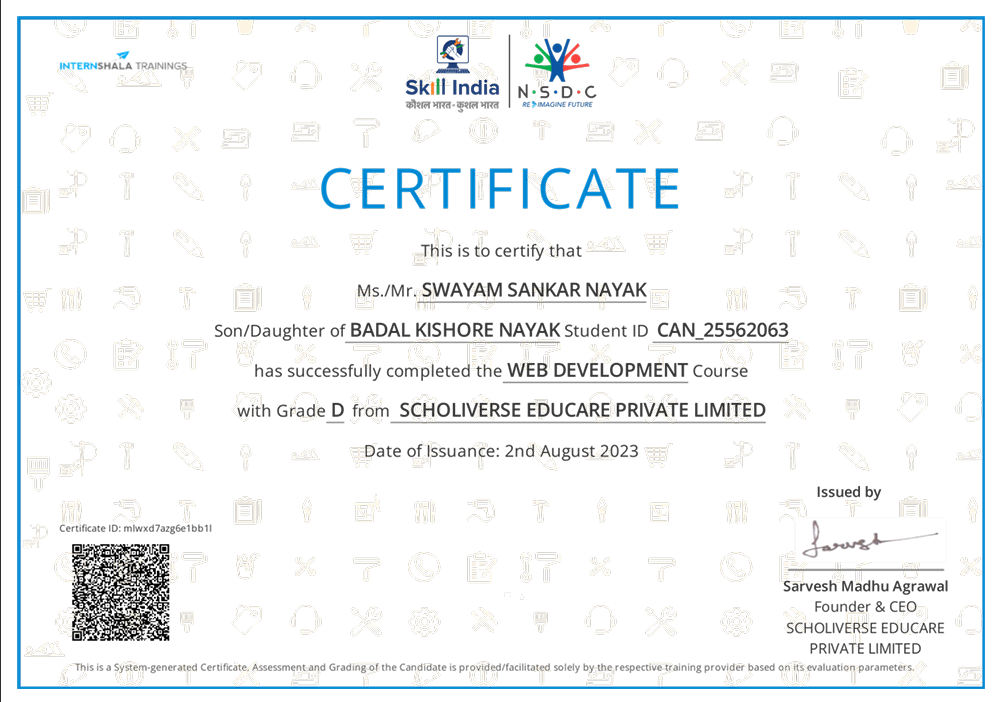 INTERNSHALA TRAININGS
Skill India
कौशल भारत - कुशल भारत
N·S·D·C
RE IMAGINE FUTURE
CERTIFICATE
This is to certify that
Ms./Mr. SWAYAM SANKAR NAYAK
Son/Daughter of BADAL KISHORE NAYAK Student ID CAN_25562063
has successfully completed the WEB DEVELOPMENT Course
with Grade D from SCHOLIVERSE EDUCARE PRIVATE LIMITED
Date of Issuance: 2nd August 2023
Issued by
Certificate ID: mlwxd7azg6e1bb1l
Sarvesh
Sarvesh Madhu Agrawal
Founder & CEO
SCHOLIVERSE EDUCARE
PRIVATE LIMITED
This is a System-generated Certificate. Assessment and Grading of the Candidate is provided/facilitated solely by the respective training provider based on its evaluation parameters.